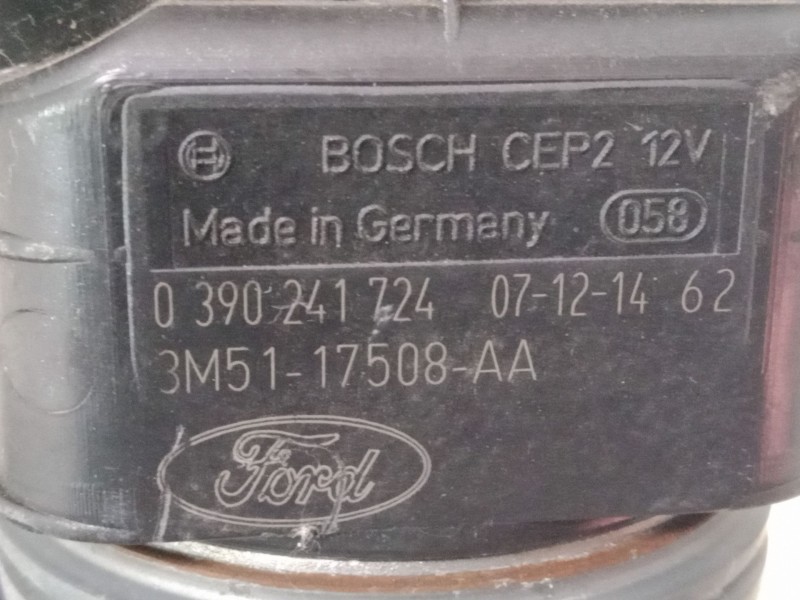 BOSCH CEP2 12V
Made in Germany 058
0 390 241 724 07-12-14 62
3M51-17508-AA
Ford